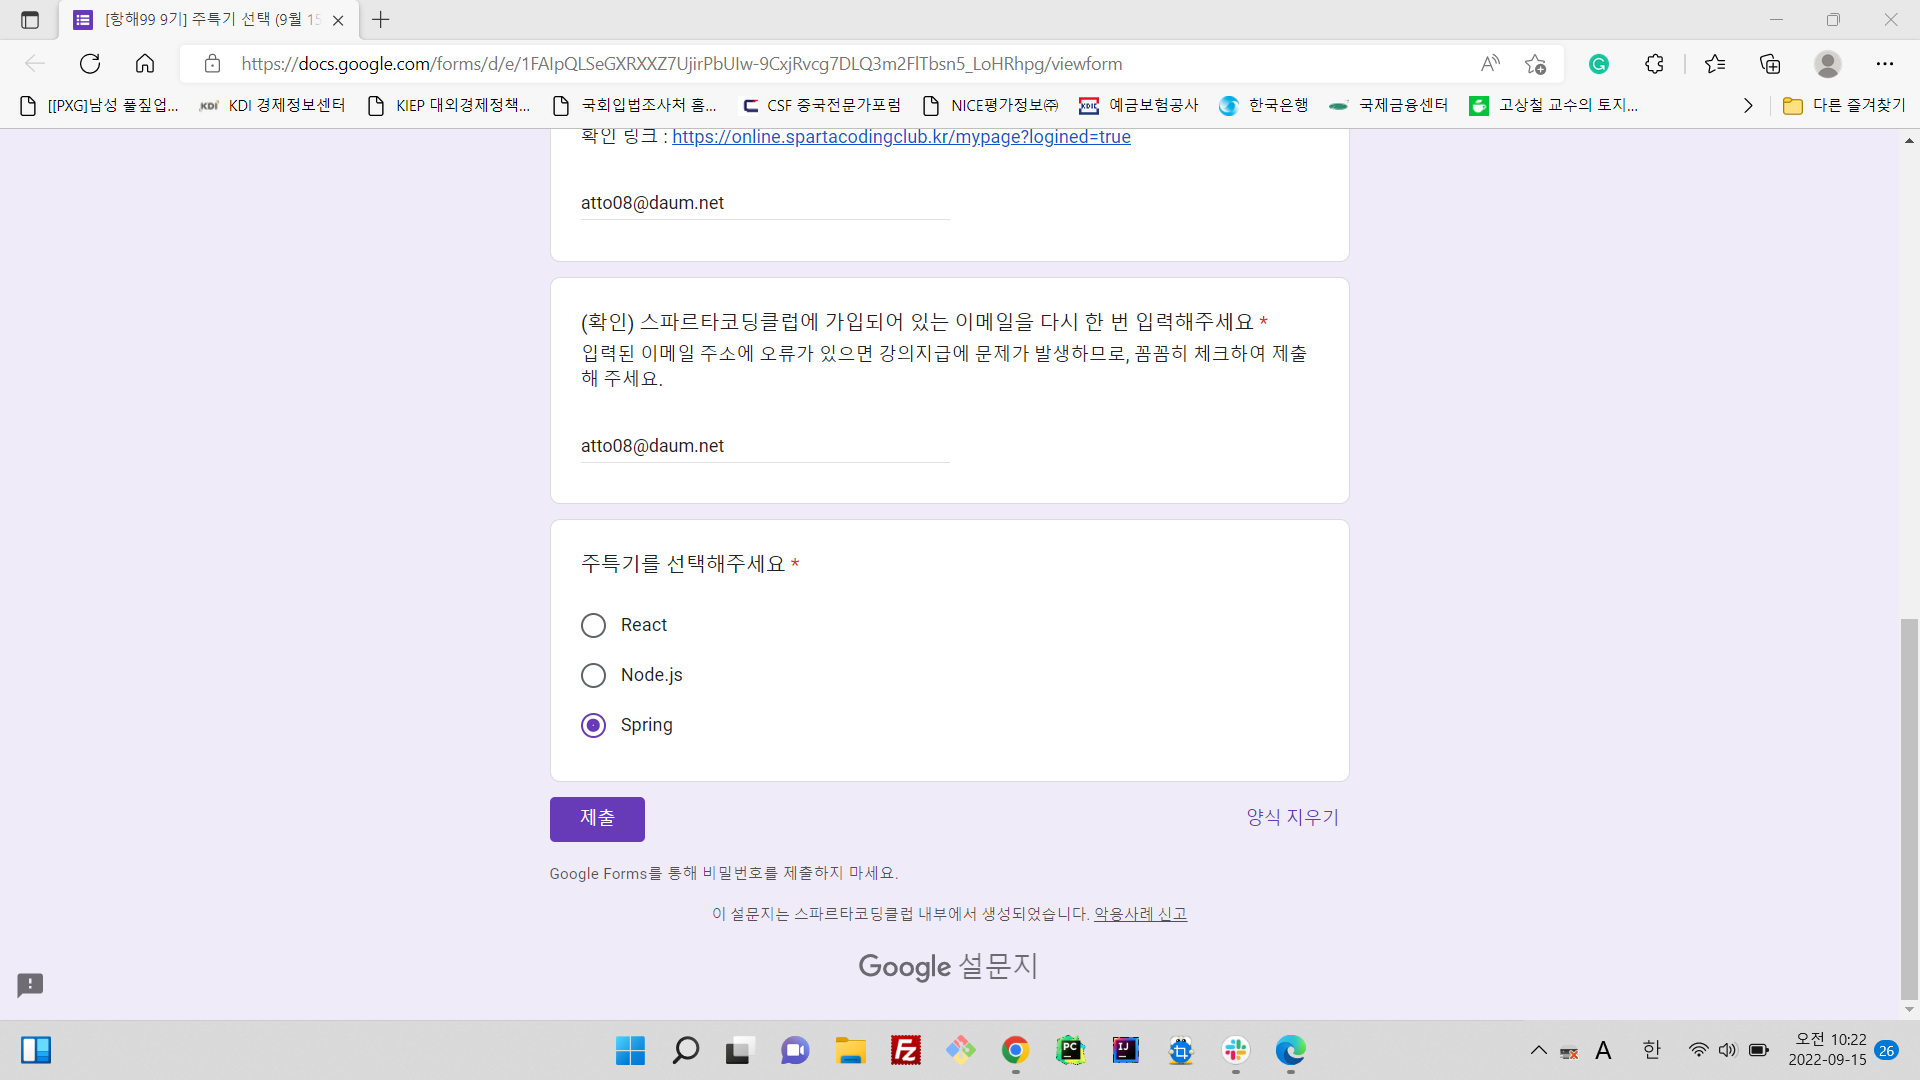 [항해99 9기] 주특기 선택 (9월 15
https://docs.google.com/forms/d/e/1FAIpQLSeGXRXXZ7UjirPbUIw-9CxjRvcg7DLQ3m2FlTbsn5_LoHRhpg/viewform
[[PXG]남성 풀짚업...
KDI 경제정보센터
KIEP 대외경제정책...
국회입법조사처 홈...
CSF 중국전문가포럼
NICE평가정보㈜
예금보험공사
한국은행
국제금융센터
고상철 교수의 토지...
다른 즐겨찾기
확인 링크 : https://online.spartacodingclub.kr/mypage?logined=true
atto08@daum.net
(확인) 스파르타코딩클럽에 가입되어 있는 이메일을 다시 한 번 입력해주세요 *
입력된 이메일 주소에 오류가 있으면 강의지급에 문제가 발생하므로, 꼼꼼히 체크하여 제출
해 주세요.
atto08@daum.net
주특기를 선택해주세요 *
React
Node.js
Spring
제출
양식 지우기
Google Forms를 통해 비밀번호를 제출하지 마세요.
이 설문지는 스파르타코딩클럽 내부에서 생성되었습니다. 악용사례 신고
Google 설문지
A
한
오전 10:22
2022-09-15
26